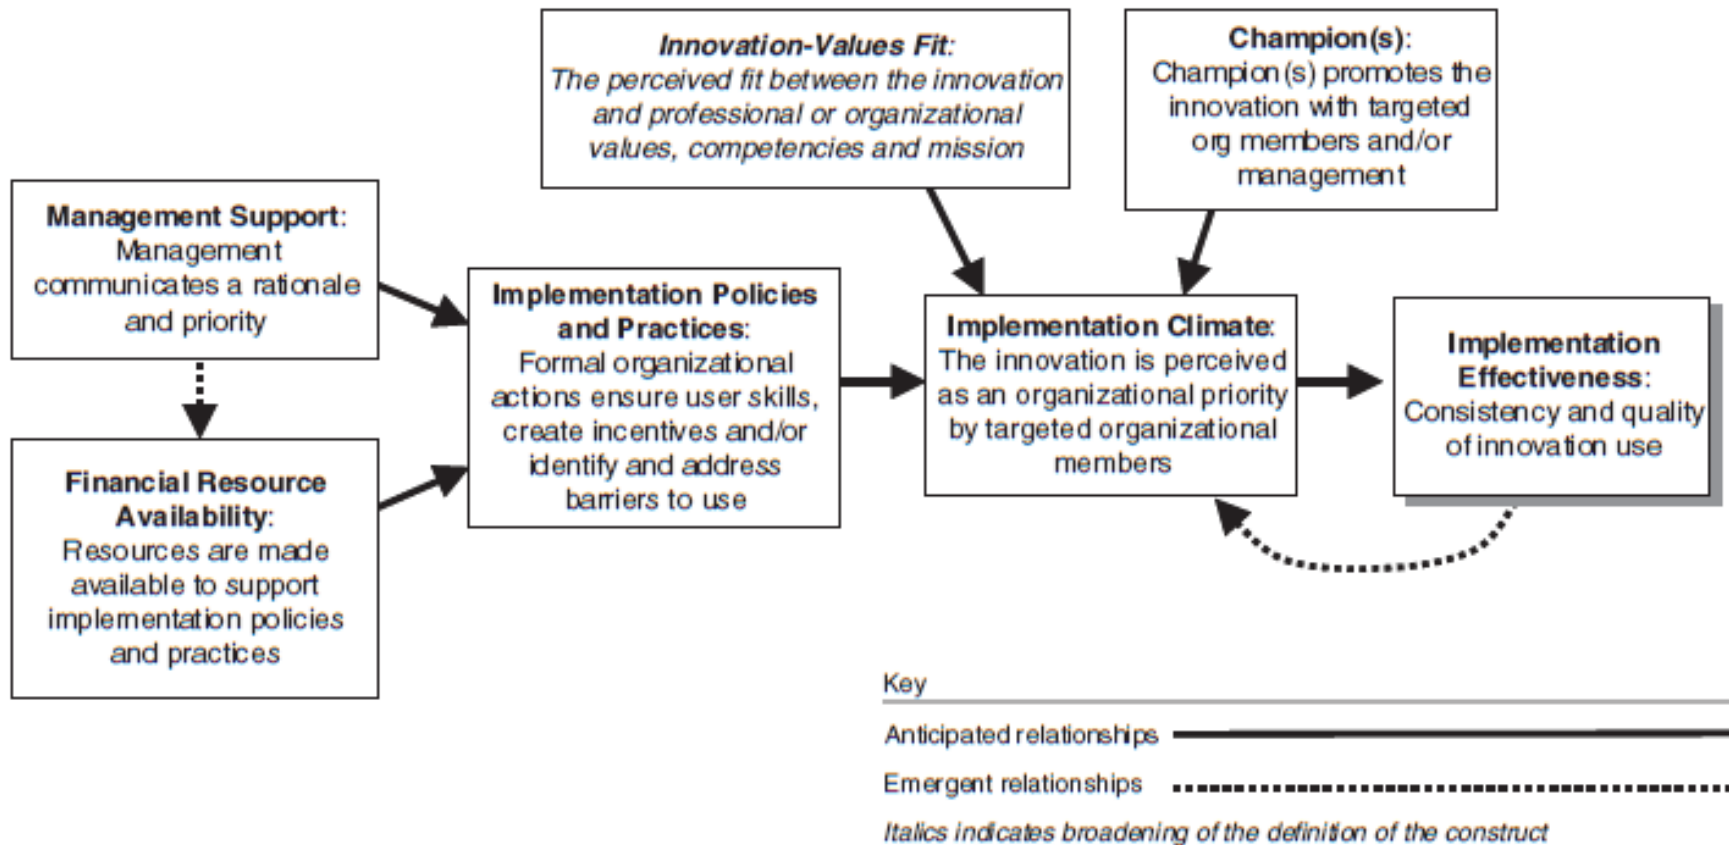 Innovation-Values Fit:
The perceived fit between the innovation
and professional or organizational
values, competencies and mission
Champion(s):
Champion(s) promotes the
innovation with targeted
org members and/or
management
Management Support:
Management
communicates a rationale
and priority
Implementation Policies
and Practices:
Formal organizational
actions ensure user skills,
create incentives and/or
identify and address
barriers to use
Implementation Climate:
The innovation is perceived
as an organizational priority
by targeted organizational
members
Implementation
Effectiveness:
Consistency and quality
of innovation use
Financial Resource
Availability:
Resources are made
available to support
implementation policies
and practices
Key
Anticipated relationships
Emergent relationships
Italics indicates broadening of the definition of the construct